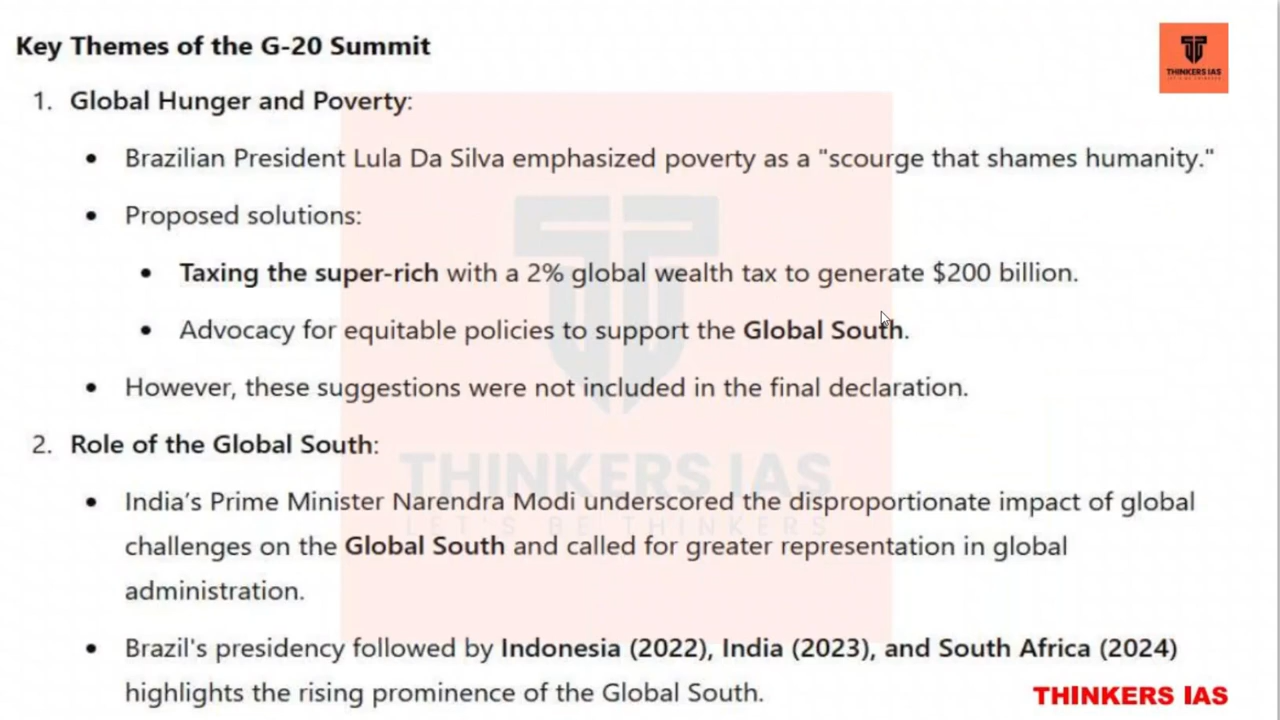 Key Themes of the G-20 Summit
THINKERS IAS
LET'S BE THINKERS
1. Global Hunger and Poverty:
• Brazilian President Lula Da Silva emphasized poverty as a "scourge that shames humanity."
• Proposed solutions:
• Taxing the super-rich with a 2% global wealth tax to generate $200 billion.
• Advocacy for equitable policies to support the Global South.
• However, these suggestions were not included in the final declaration.
2. Role of the Global South:
THINKERS IAS
LET'S BE THINKERS
• India's Prime Minister Narendra Modi underscored the disproportionate impact of global
challenges on the Global South and called for greater representation in global
administration.
• Brazil's presidency followed by Indonesia (2022), India (2023), and South Africa (2024)
highlights the rising prominence of the Global South.
THINKERS IAS